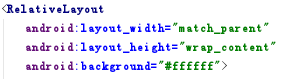 <RelativeLayout
android:layout_width="match_parent"
android:layout_height="wrap_content"
android:background="#ffffff">